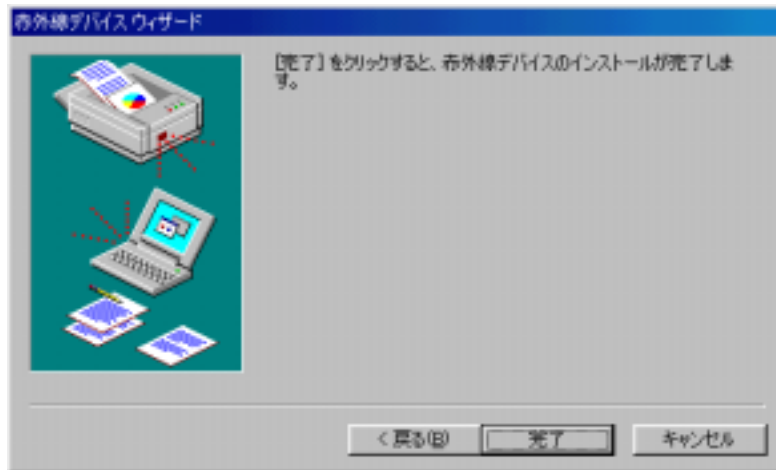 赤外線デバイス ウィザード
[完了] をクリックすると、赤外線デバイスのインストールが完了しま
す。
< 戻る(B)
完了
キャンセル